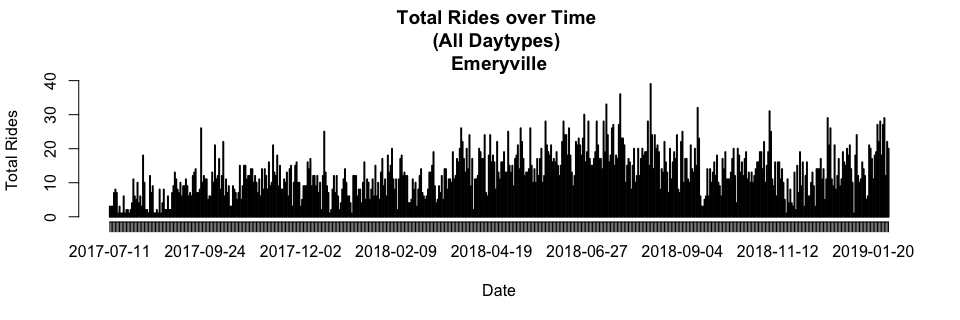 Total Rides over Time
(All Daytypes)
Emeryville
Total Rides
40
30
20
10
0
2017-07-11 2017-09-24 2017-12-02 2018-02-09 2018-04-19 2018-06-27 2018-09-04 2018-11-12 2019-01-20
Date